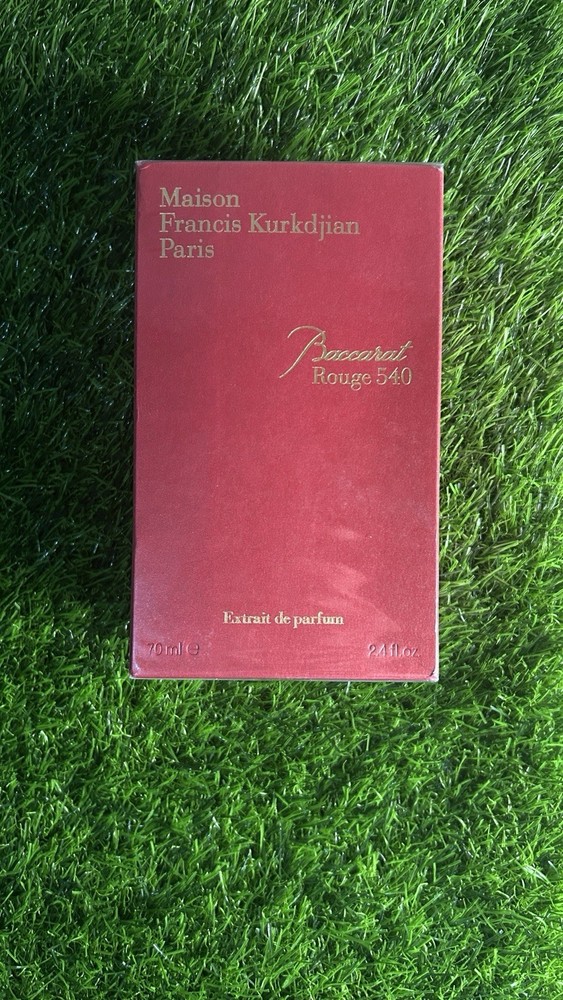 Maison
Francis Kurkdjian
Paris
Baccarat
Rouge 540
Extrait de parfum
70 ml ℮ 2.4 fl.oz.